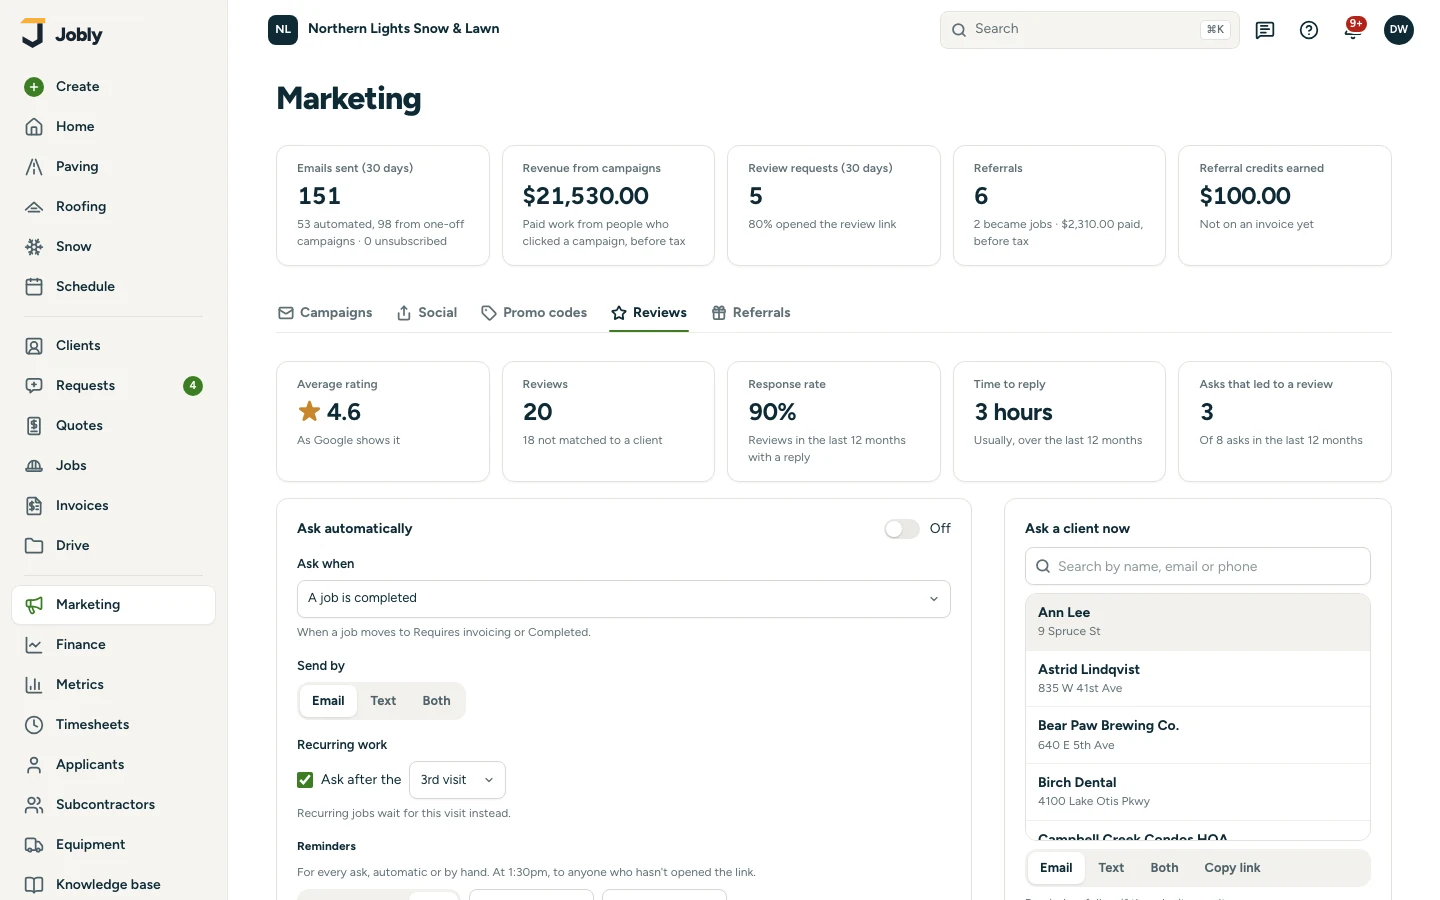 Jobly
Create
Home
Paving
Roofing
Snow
Schedule
Clients
Requests 4
Quotes
Jobs
Invoices
Drive
Marketing
Finance
Metrics
Timesheets
Applicants
Subcontractors
Equipment
Knowledge base
NL Northern Lights Snow & Lawn
Search ⌘K
9+
DW
Marketing
Emails sent (30 days)
151
53 automated, 98 from one-off
campaigns · 0 unsubscribed
Revenue from campaigns
$21,530.00
Paid work from people who
clicked a campaign, before tax
Review requests (30 days)
5
80% opened the review link
Referrals
6
2 became jobs · $2,310.00 paid,
before tax
Referral credits earned
$100.00
Not on an invoice yet
Campaigns Social Promo codes Reviews Referrals
Average rating
4.6
As Google shows it
Reviews
20
18 not matched to a client
Response rate
90%
Reviews in the last 12 months
with a reply
Time to reply
3 hours
Usually, over the last 12 months
Asks that led to a review
3
Of 8 asks in the last 12 months
Ask automatically Off
Ask when
A job is completed
When a job moves to Requires invoicing or Completed.
Send by
Email Text Both
Recurring work
Ask after the 3rd visit
Recurring jobs wait for this visit instead.
Reminders
For every ask, automatic or by hand. At 1:30pm, to anyone who hasn't opened the link.
Ask a client now
Search by name, email or phone
Ann Lee
9 Spruce St
Astrid Lindqvist
835 W 41st Ave
Bear Paw Brewing Co.
640 E 5th Ave
Birch Dental
4100 Lake Otis Pkwy
Campbell Creek Condos HOA
Email Text Both Copy link